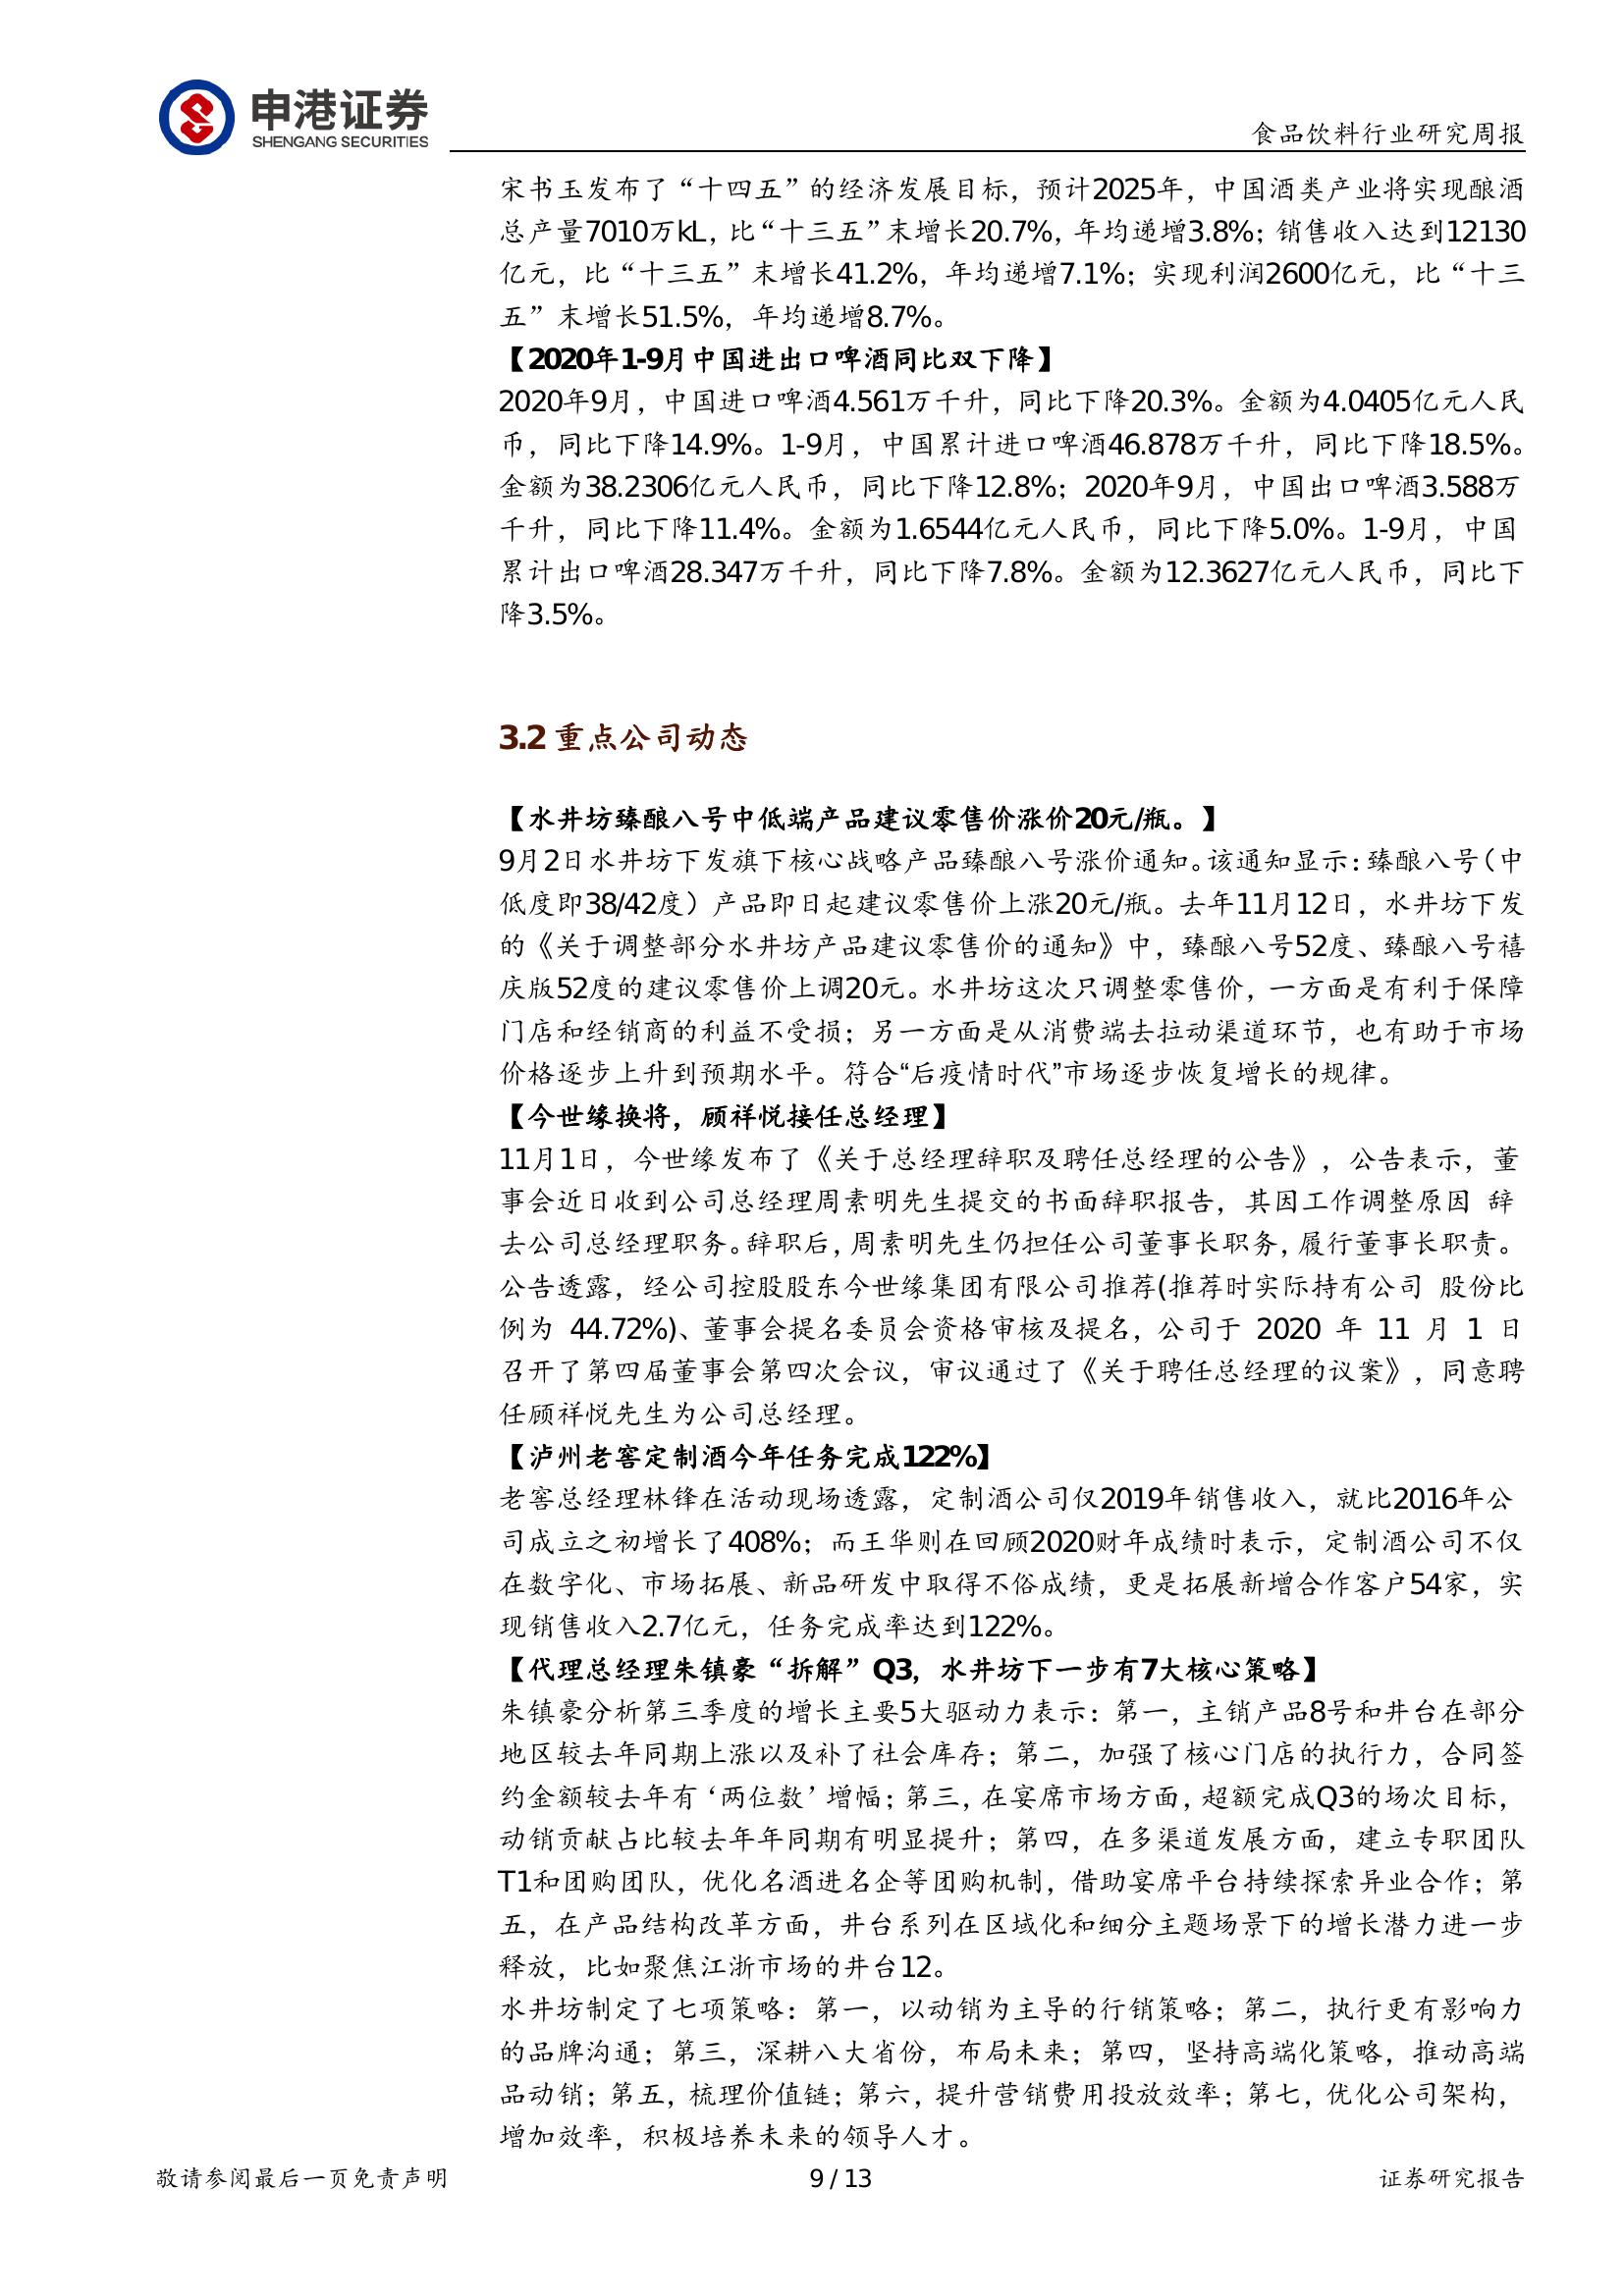 申港证券
SHENGANG SECURITIES
食品饮料行业研究周报
宋书玉发布了“十四五”的经济发展目标，预计2025年，中国酒类产业将实现酿酒
总产量7010万kL，比“十三五”末增长20.7%，年均递增3.8%；销售收入达到12130
亿元，比“十三五”末增长41.2%，年均递增7.1%；实现利润2600亿元，比“十三
五”末增长51.5%，年均递增8.7%。
【2020年1-9月中国进出口啤酒同比双下降】
2020年9月，中国进口啤酒4.561万千升，同比下降20.3%。金额为4.0405亿元人民
币，同比下降14.9%。1-9月，中国累计进口啤酒46.878万千升，同比下降18.5%。
金额为38.2306亿元人民币，同比下降12.8%；2020年9月，中国出口啤酒3.588万
千升，同比下降11.4%。金额为1.6544亿元人民币，同比下降5.0%。1-9月，中国
累计出口啤酒28.347万千升，同比下降7.8%。金额为12.3627亿元人民币，同比下
降3.5%。
3.2 重点公司动态
【水井坊臻酿八号中低端产品建议零售价涨价20元/瓶。】
9月2日水井坊下发旗下核心战略产品臻酿八号涨价通知。该通知显示：臻酿八号（中
低度即38/42度）产品即日起建议零售价上涨20元/瓶。去年11月12日，水井坊下发
的《关于调整部分水井坊产品建议零售价的通知》中，臻酿八号52度、臻酿八号禧
庆版52度的建议零售价上调20元。水井坊这次只调整零售价，一方面是有利于保障
门店和经销商的利益不受损；另一方面是从消费端去拉动渠道环节，也有助于市场
价格逐步上升到预期水平。符合“后疫情时代”市场逐步恢复增长的规律。
【今世缘换将，顾祥悦接任总经理】
11月1日，今世缘发布了《关于总经理辞职及聘任总经理的公告》，公告表示，董
事会近日收到公司总经理周素明先生提交的书面辞职报告，其因工作调整原因 辞
去公司总经理职务。辞职后，周素明先生仍担任公司董事长职务，履行董事长职责。
公告透露，经公司控股股东今世缘集团有限公司推荐(推荐时实际持有公司 股份比
例为 44.72%)、董事会提名委员会资格审核及提名，公司于 2020 年 11 月 1 日
召开了第四届董事会第四次会议，审议通过了《关于聘任总经理的议案》，同意聘
任顾祥悦先生为公司总经理。
【泸州老窖定制酒今年任务完成122%】
老窖总经理林锋在活动现场透露，定制酒公司仅2019年销售收入，就比2016年公
司成立之初增长了408%；而王华则在回顾2020财年成绩时表示，定制酒公司不仅
在数字化、市场拓展、新品研发中取得不俗成绩，更是拓展新增合作客户54家，实
现销售收入2.7亿元，任务完成率达到122%。
【代理总经理朱镇豪“拆解”Q3，水井坊下一步有7大核心策略】
朱镇豪分析第三季度的增长主要5大驱动力表示：第一，主销产品8号和井台在部分
地区较去年同期上涨以及补了社会库存；第二，加强了核心门店的执行力，合同签
约金额较去年有‘两位数’增幅；第三，在宴席市场方面，超额完成Q3的场次目标，
动销贡献占比较去年年同期有明显提升；第四，在多渠道发展方面，建立专职团队
T1和团购团队，优化名酒进名企等团购机制，借助宴席平台持续探索异业合作；第
五，在产品结构改革方面，井台系列在区域化和细分主题场景下的增长潜力进一步
释放，比如聚焦江浙市场的井台12。
水井坊制定了七项策略：第一，以动销为主导的行销策略；第二，执行更有影响力
的品牌沟通；第三，深耕八大省份，布局未来；第四，坚持高端化策略，推动高端
品动销；第五，梳理价值链；第六，提升营销费用投放效率；第七，优化公司架构，
增加效率，积极培养未来的领导人才。
敬请参阅最后一页免责声明
9 / 13
证券研究报告